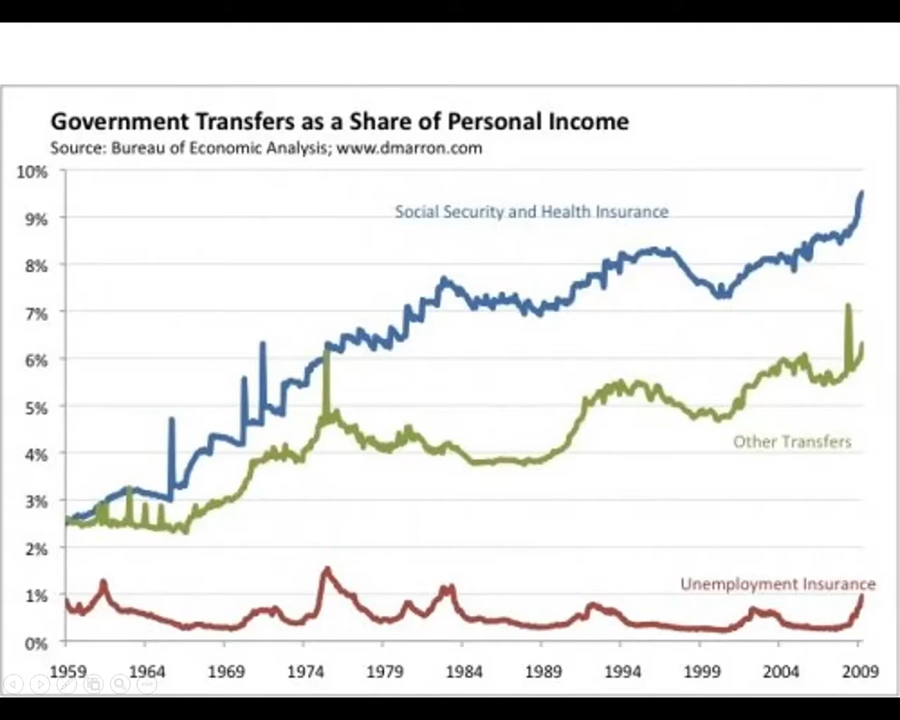 Government Transfers as a Share of Personal Income
Source: Bureau of Economic Analysis; www.dmarron.com
10%
Social Security and Health Insurance
9%
8%
7%
6%
5%
Other Transfers
4%
3%
2%
Unemployment Insurance
1%
0%
1959 1964 1969 1974 1979 1984 1989 1994 1999 2004 2009